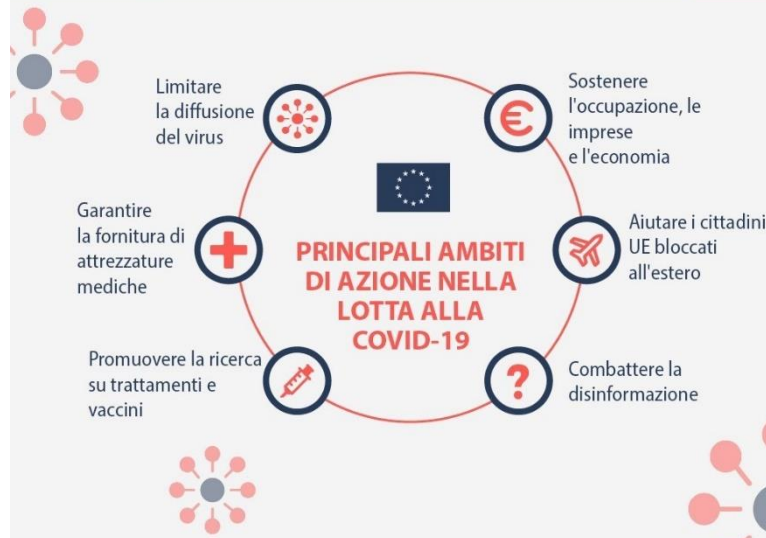 Limitare
la diffusione
del virus
Sostenere
l'occupazione, le
imprese
e l'economia
Garantire
la fornitura di
attrezzature
mediche
PRINCIPALI AMBITI
DI AZIONE NELLA
LOTTA ALLA
COVID-19
Aiutare i cittadini
UE bloccati
all'estero
Promuovere la ricerca
su trattamenti e
vaccini
Combattere la
disinformazione